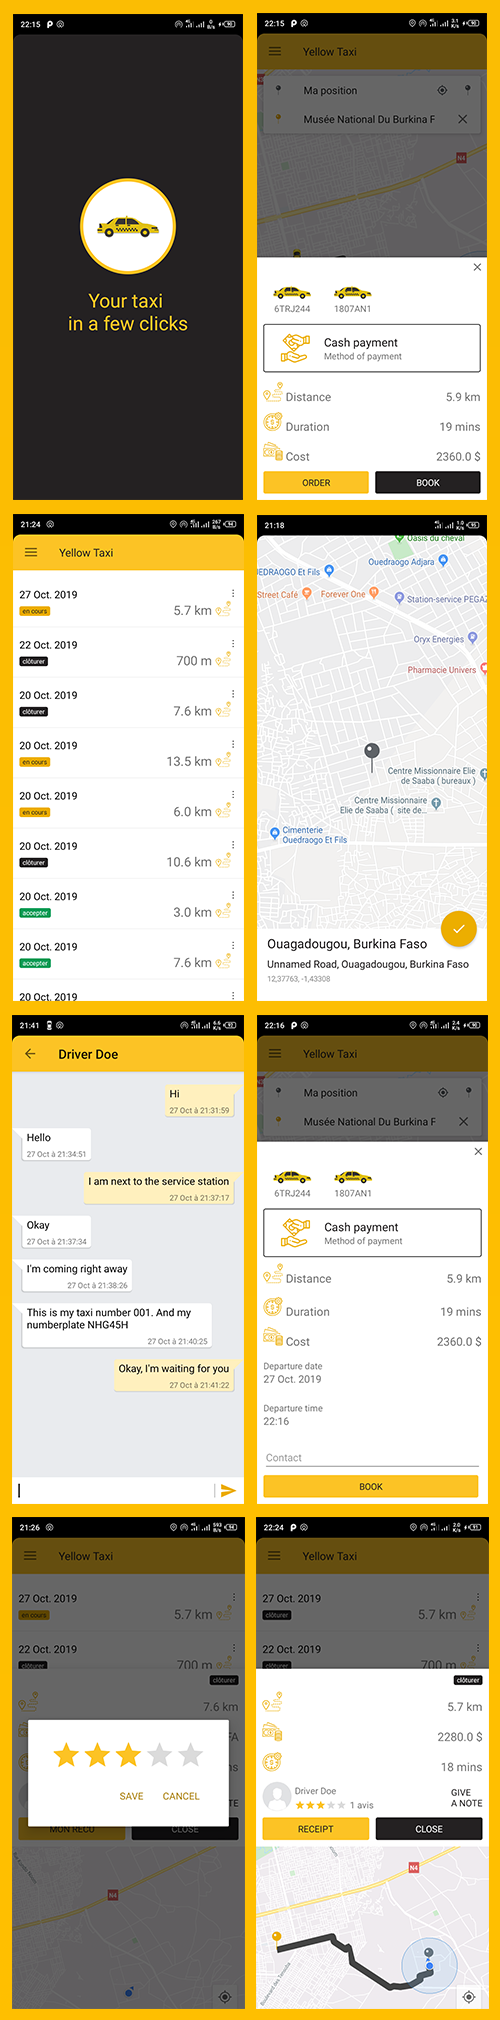 22:15
Your taxi
in a few clicks
22:15
Yellow Taxi
Ma position
Musée National Du Burkina F
N4
6TRJ244
1807AN1
Cash payment
Method of payment
Distance
5.9 km
Duration
19 mins
Cost
2360.0 $
ORDER
BOOK
21:24
Yellow Taxi
27 Oct. 2019
en cours
5.7 km
22 Oct. 2019
clôturer
700 m
20 Oct. 2019
clôturer
7.6 km
20 Oct. 2019
en cours
13.5 km
20 Oct. 2019
en cours
6.0 km
20 Oct. 2019
clôturer
10.6 km
20 Oct. 2019
accepter
3.0 km
20 Oct. 2019
accepter
7.6 km
20 Oct. 2019
21:18
Oasis du cheval
Ouedraogo Adjara
OUEDRAOGO Et Fils
Street Café
Forever One
Station-service PEGAZ
Oryx Energies
Pharmacie Univers
Centre Missionaire Elie
de Saaba ( bureaux )
Centre Missionnaire
Elie de Saaba ( site de...
Cimenterie
Ouedraogo Et Fils
Ouagadougou, Burkina Faso
Unnamed Road, Ouagadougou, Burkina Faso
12,37763, -1,43308
21:41
Driver Doe
Hi
27 Oct à 21:31:59
Hello
27 Oct à 21:34:51
I am next to the service station
27 Oct à 21:37:17
Okay
27 Oct à 21:37:34
I'm coming right away
27 Oct à 21:38:26
This is my taxi number 001. And my
numberplate NHG45H
27 Oct à 21:40:25
Okay, I'm waiting for you
27 Oct à 21:41:22
22:16
Yellow Taxi
Ma position
Musée National Du Burkina F
6TRJ244
1807AN1
Cash payment
Method of payment
Distance
5.9 km
Duration
19 mins
Cost
2360.0 $
Departure date
27 Oct. 2019
Departure time
22:16
Contact
BOOK
21:26
Yellow Taxi
27 Oct. 2019
en cours
5.7 km
22 Oct. 2019
clôturer
700 m
clôturer
7.6 km
FA
SAVE
CANCEL
TE
MON RECU
CLOSE
N4
22:24
Yellow Taxi
27 Oct. 2019
clôturer
5.7 km
22 Oct. 2019
clôturer
700 m
clôturer
5.7 km
2280.0 $
18 mins
Driver Doe
1 avis
GIVE
A NOTE
RECEIPT
CLOSE
N4
Boulevard des Tansoba